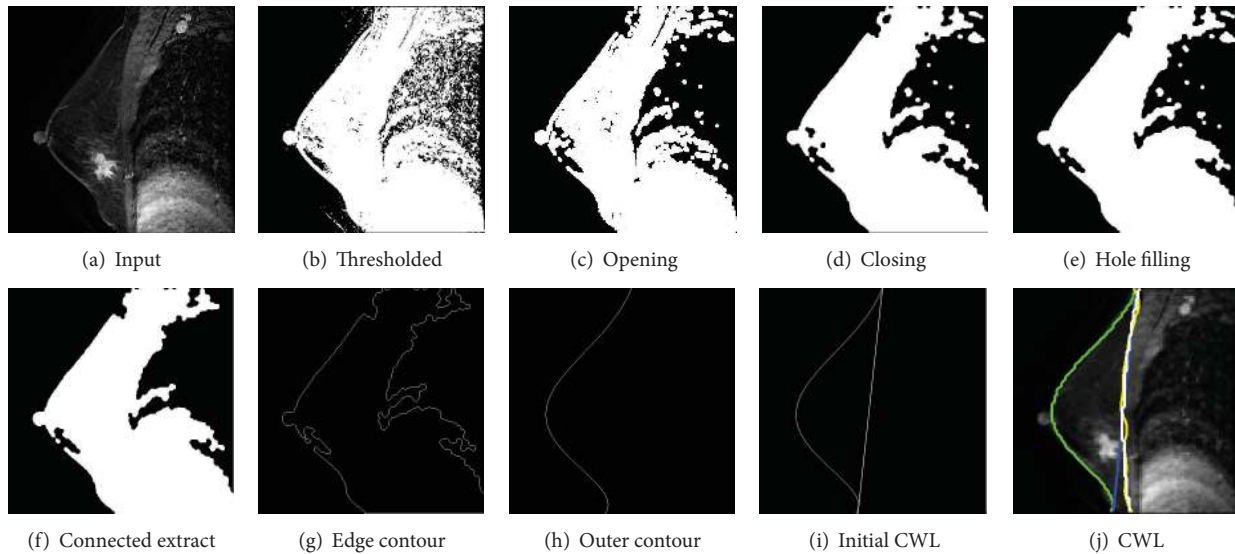 (a) Input
(b) Thresholded
(c) Opening
(d) Closing
(e) Hole filling
(f) Connected extract
(g) Edge contour
(h) Outer contour
(i) Initial CWL
(j) CWL